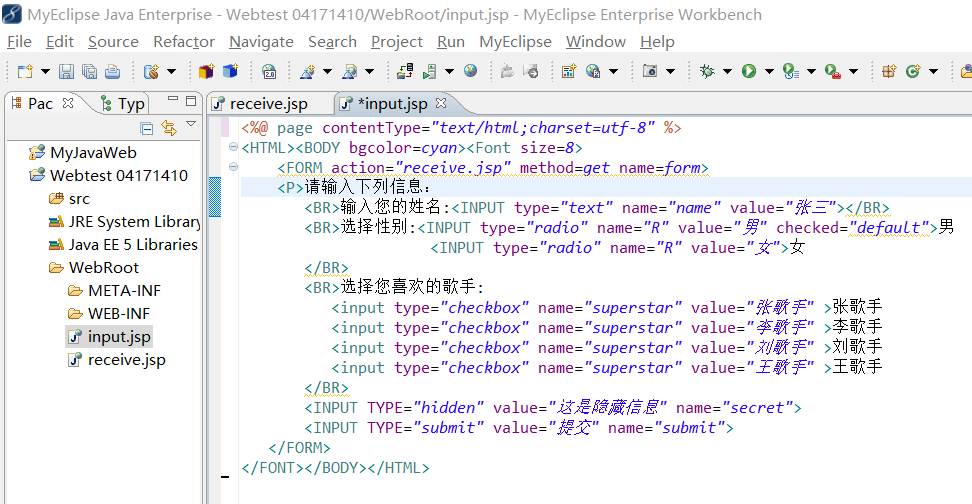 MyEclipse Java Enterprise - Webtest 04171410/WebRoot/input.jsp - MyEclipse Enterprise Workbench
File Edit Source Refactor Navigate Search Project Run MyEclipse Window Help
Pac Typ receive.jsp *input.jsp
MyJavaWeb
Webtest 04171410
src
JRE System Library
Java EE 5 Libraries
WebRoot
META-INF
WEB-INF
input.jsp
receive.jsp
<%@ page contentType="text/html;charset=utf-8" %>
<HTML><BODY bgcolor=cyan><Font size=8>
<FORM action="receive.jsp" method=get name=form>
<P>请输入下列信息:
<BR>输入您的姓名:<INPUT type="text" name="name" value="张三"></BR>
<BR>选择性别:<INPUT type="radio" name="R" value="男" checked="default">男
<INPUT type="radio" name="R" value="女">女
</BR>
<BR>选择您喜欢的歌手:
<input type="checkbox" name="superstar" value="张歌手" >张歌手
<input type="checkbox" name="superstar" value="李歌手" >李歌手
<input type="checkbox" name="superstar" value="刘歌手" >刘歌手
<input type="checkbox" name="superstar" value="王歌手" >王歌手
</BR>
<INPUT TYPE="hidden" value="这是隐藏信息" name="secret">
<INPUT TYPE="submit" value="提交" name="submit">
</FORM>
</FONT></BODY></HTML>